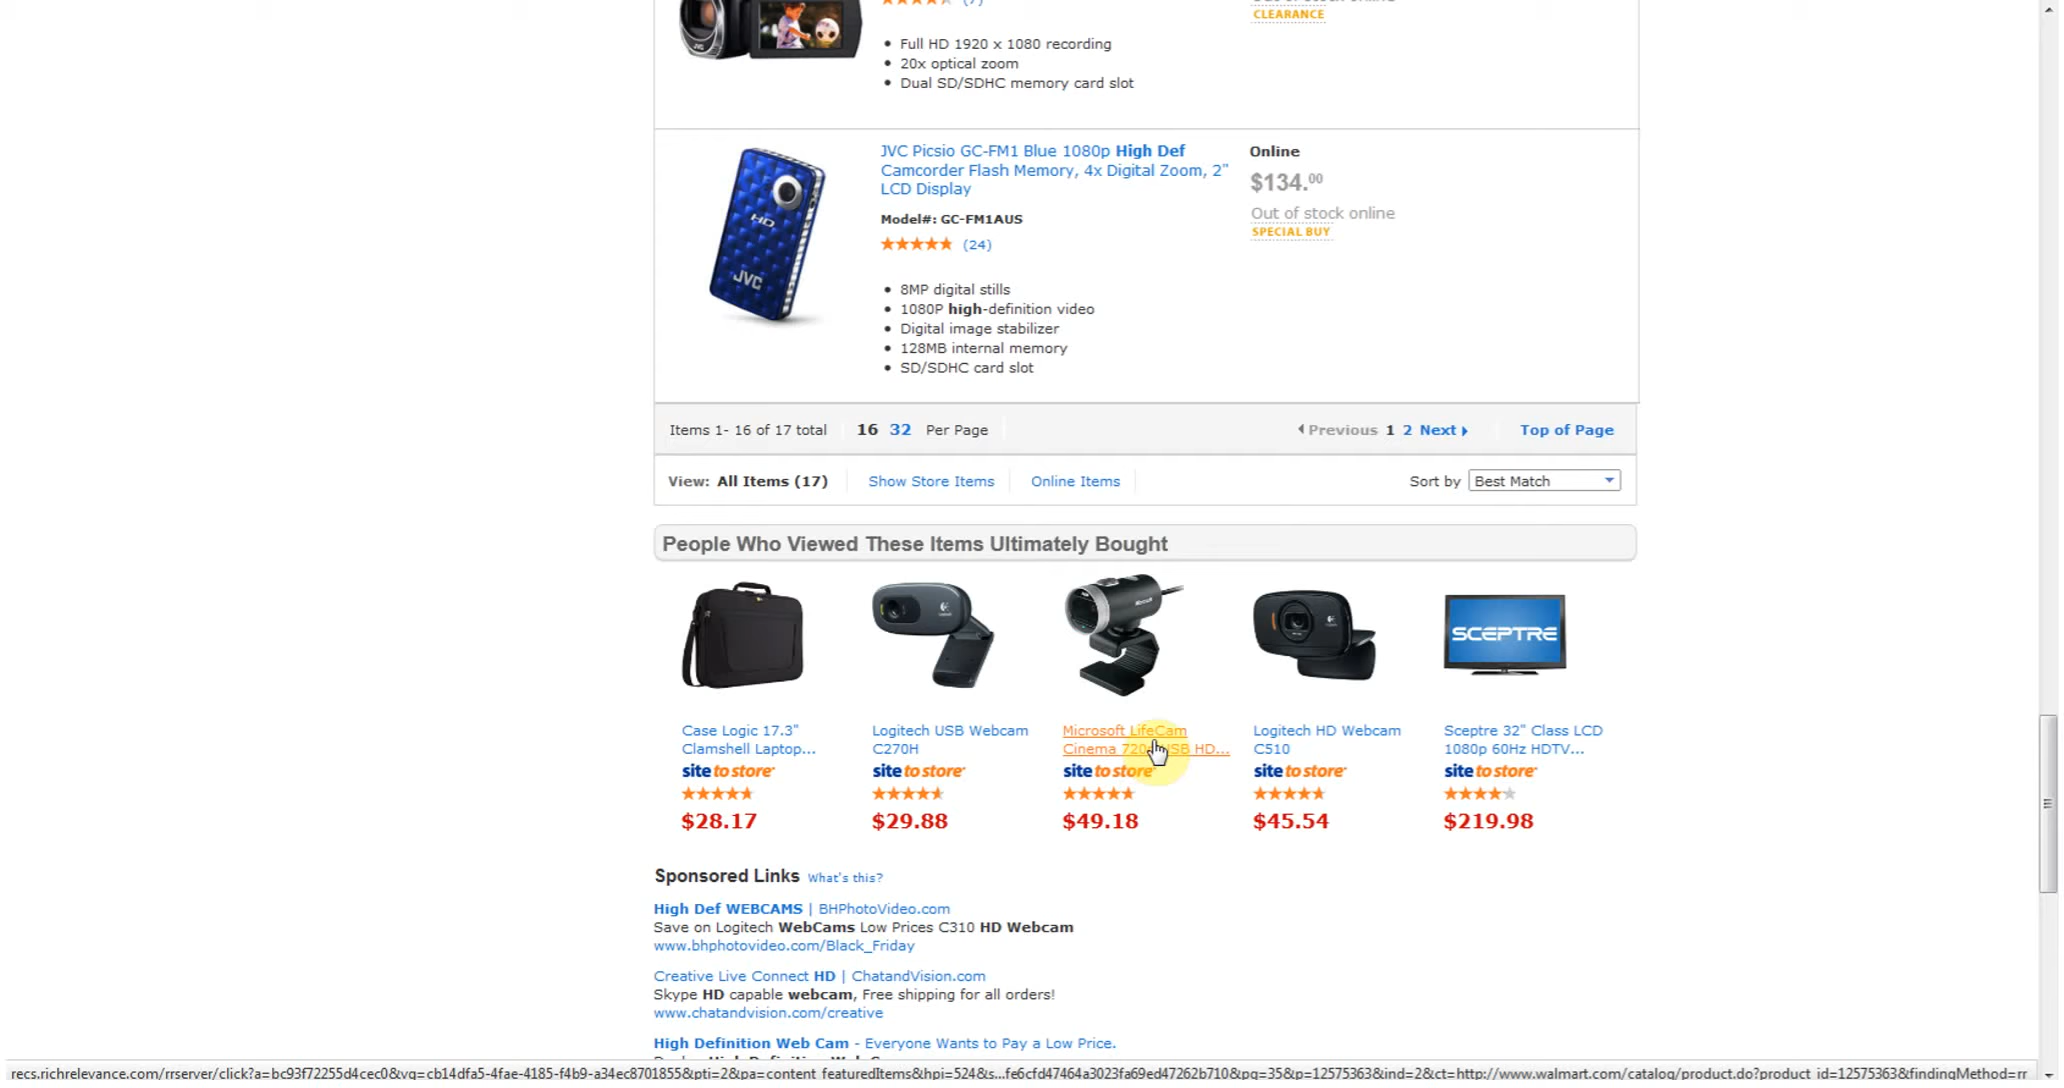 (7)
CLEARANCE
• Full HD 1920 x 1080 recording
• 20x optical zoom
• Dual SD/SDHC memory card slot
JVC Picsio GC-FM1 Blue 1080p High Def
Camcorder Flash Memory, 4x Digital Zoom, 2"
LCD Display
Model#: GC-FM1AUS
(24)
• 8MP digital stills
• 1080P high-definition video
• Digital image stabilizer
• 128MB internal memory
• SD/SDHC card slot
Online
$134.00
Out of stock online
SPECIAL BUY
HD
JVC
Items 1- 16 of 17 total 16 32 Per Page Previous 1 2 Next Top of Page
View: All Items (17) Show Store Items Online Items Sort by Best Match
People Who Viewed These Items Ultimately Bought
SCEPTRE
Case Logic 17.3"
Clamshell Laptop...
site to store
$28.17
Logitech USB Webcam
C270H
site to store
$29.88
Microsoft LifeCam
Cinema USB HD...
site to store
$49.18
Logitech HD Webcam
C510
site to store
$45.54
Sceptre 32" Class LCD
1080p 60Hz HDTV...
site to store
$219.98
Sponsored Links What's this?
High Def WEBCAMS | BHPhotoVideo.com
Save on Logitech WebCams Low Prices C310 HD Webcam
www.bhphotovideo.com/Black_Friday
Creative Live Connect HD | ChatandVision.com
Skype HD capable webcam, Free shipping for all orders!
www.chatandvision.com/creative
High Definition Web Cam - Everyone Wants to Pay a Low Price.
recs.richrelevance.com/rrserver/click?a=bc93f72255d4cec0&vg=cb14dfa5-4fae-4185-f4b9-a34ec8701855&pti=2&pa=content_featuredItems&hpi=524&s...fe6cfd47464a3023fa69ed47262b710&pg=35&p=12575363&ind=2&ct=http://www.walmart.com/catalog/product.do?product_id=12575363&findingMethod=rr